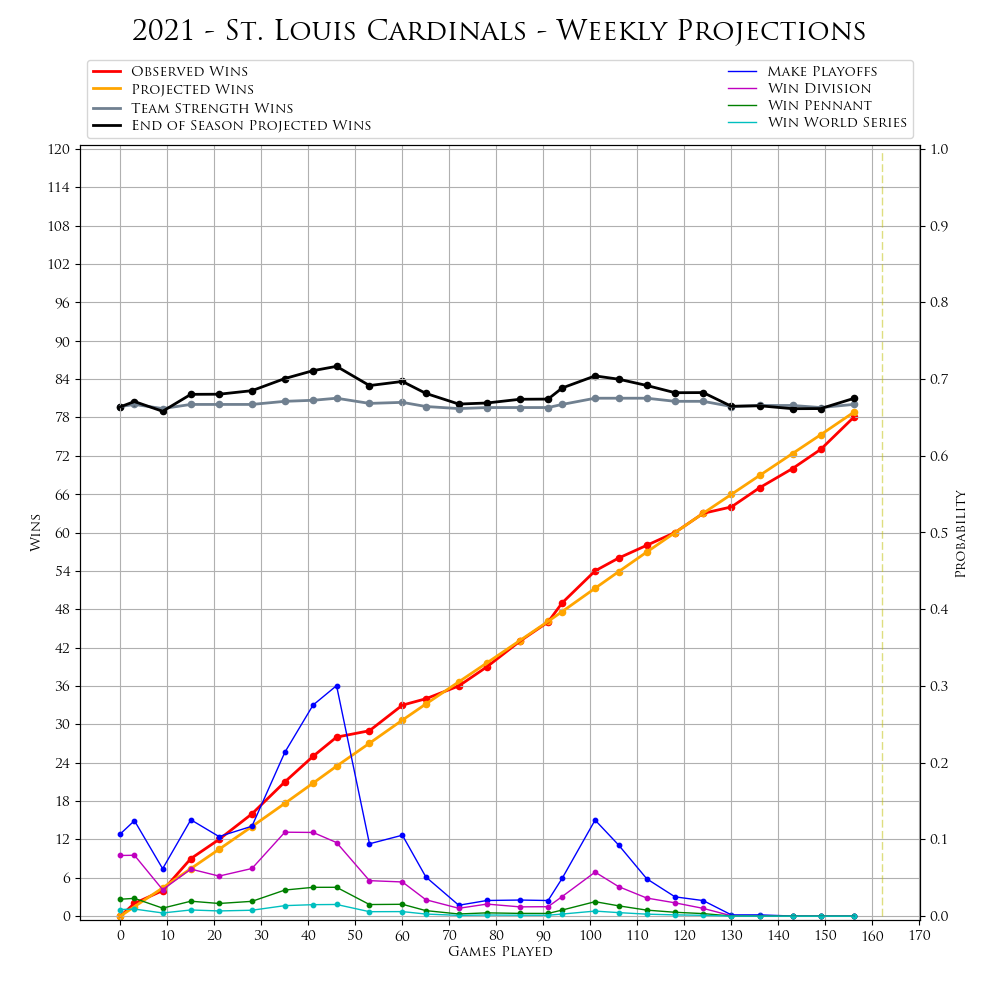 2021 - St. Louis Cardinals - Weekly Projections
Observed Wins
Projected Wins
Team Strength Wins
End of Season Projected Wins
Make Playoffs
Win Division
Win Pennant
Win World Series
120
114
108
102
96
90
84
78
72
66
60
54
48
42
36
30
24
18
12
6
0
Wins
1.0
0.9
0.8
0.7
0.6
0.5
0.4
0.3
0.2
0.1
0.0
Probability
0 10 20 30 40 50 60 70 80 90 100 110 120 130 140 150 160 170
Games Played